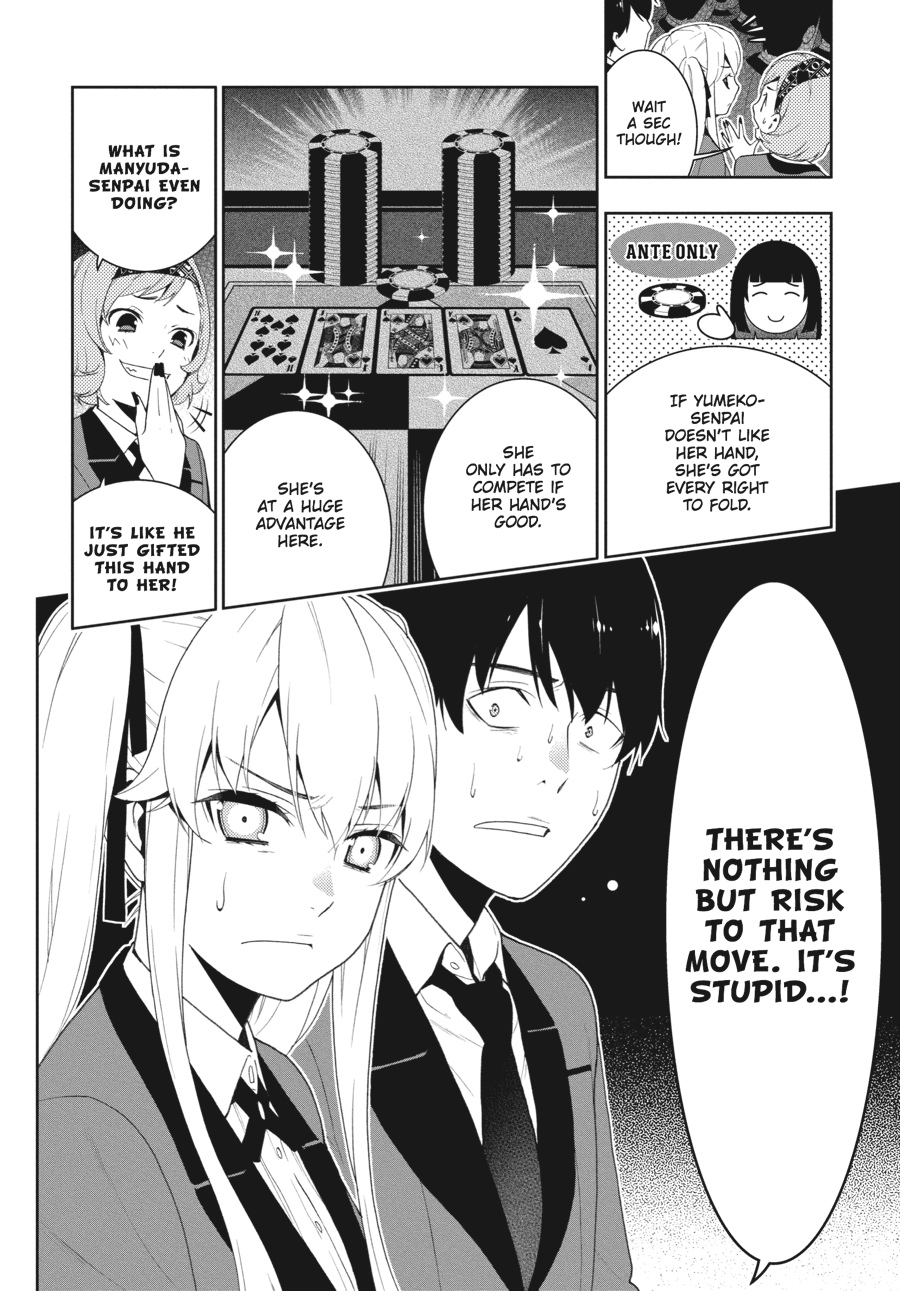 WAIT
A SEC
THOUGH!
ANTE ONLY
IF YUMEKO-
SENPAI
DOESN'T LIKE
HER HAND,
SHE'S GOT
EVERY RIGHT
TO FOLD.
SHE
ONLY HAS TO
COMPETE IF
HER HAND'S
GOOD.
SHE'S
AT A HUGE
ADVANTAGE
HERE.
WHAT IS
MANYUDA-
SENPAI EVEN
DOING?
IT'S LIKE HE
JUST GIFTED
THIS HAND
TO HER!
THERE'S
NOTHING
BUT RISK
TO THAT
MOVE. IT'S
STUPID...!